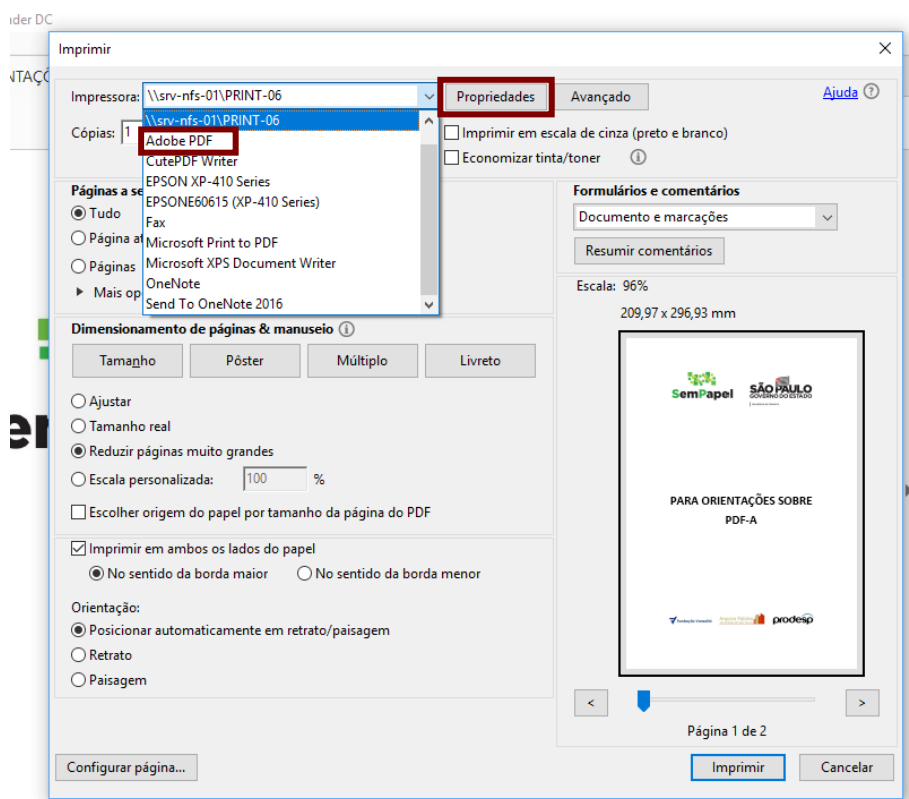 ader DC
Imprimir
NTAÇÕ
Impressora: \\srv-nfs-01\PRINT-06 Propriedades Avançado Ajuda
Cópias: 1
\\srv-nfs-01\PRINT-06
Adobe PDF
CutePDF Writer
EPSON XP-410 Series
EPSONE60615 (XP-410 Series)
Fax
Microsoft Print to PDF
Microsoft XPS Document Writer
OneNote
Send To OneNote 2016
Imprimir em escala de cinza (preto e branco)
Economizar tinta/toner
Páginas a se
Tudo
Página at
Páginas
Mais op
Formulários e comentários
Documento e marcações
Resumir comentários
Escala: 96%
209,97 x 296,93 mm
Dimensionamento de páginas & manuseio
Tamanho Pôster Múltiplo Livreto
Ajustar
Tamanho real
Reduzir páginas muito grandes
Escala personalizada: 100 %
Escolher origem do papel por tamanho da página do PDF
Imprimir em ambos os lados do papel
No sentido da borda maior No sentido da borda menor
Orientação:
Posicionar automaticamente em retrato/paisagem
Retrato
Paisagem
er
SemPapel SÃO PAULO
GOVERNO DO ESTADO
PARA ORIENTAÇÕES SOBRE
PDF-A
prodesp
< >
Página 1 de 2
Configurar página... Imprimir Cancelar